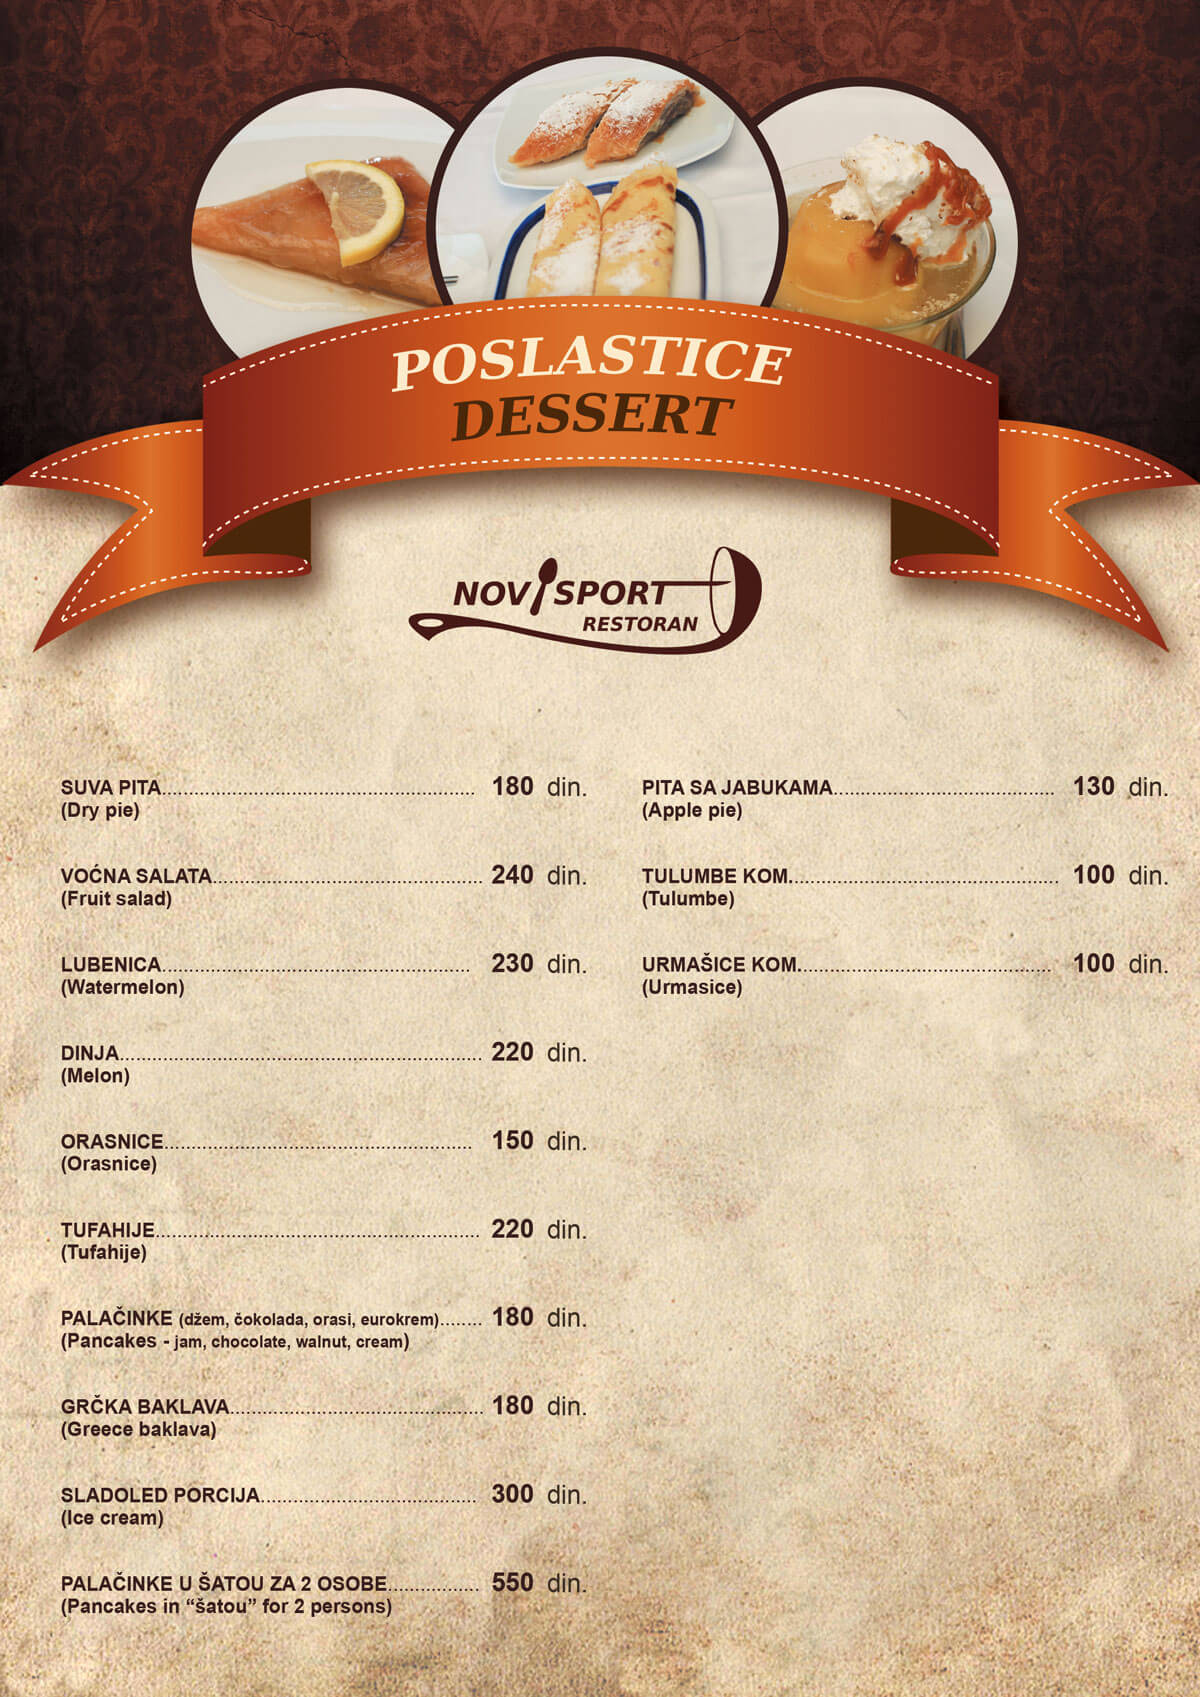 POSLASTICE
DESSERT
NOVI SPORT
RESTORAN
SUVA PITA........ 180 din.
(Dry pie)
VOĆNA SALATA........ 240 din.
(Fruit salad)
LUBENICA........ 230 din.
(Watermelon)
DINJA........ 220 din.
(Melon)
ORASNICE........ 150 din.
(Orasnice)
TUFAHIJE........ 220 din.
(Tufahije)
PALAČINKE (džem, čokolada, orasi, eurokrem)........ 180 din.
(Pancakes - jam, chocolate, walnut, cream)
GRČKA BAKLAVA........ 180 din.
(Greece baklava)
SLADOLED PORCIJA........ 300 din.
(Ice cream)
PALAČINKE U ŠATOU ZA 2 OSOBE........ 550 din.
(Pancakes in “šatou” for 2 persons)
PITA SA JABUKAMA........ 130 din.
(Apple pie)
TULUMBE KOM........ 100 din.
(Tulumbe)
URMAŠICE KOM........ 100 din.
(Urmasice)